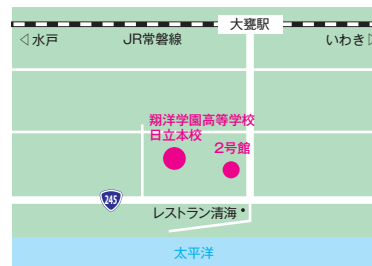 大甕駅
◁水戸
JR常磐線
いわき▷
翔洋学園高等学校
日立本校
2号館
245
レストラン清海
太平洋